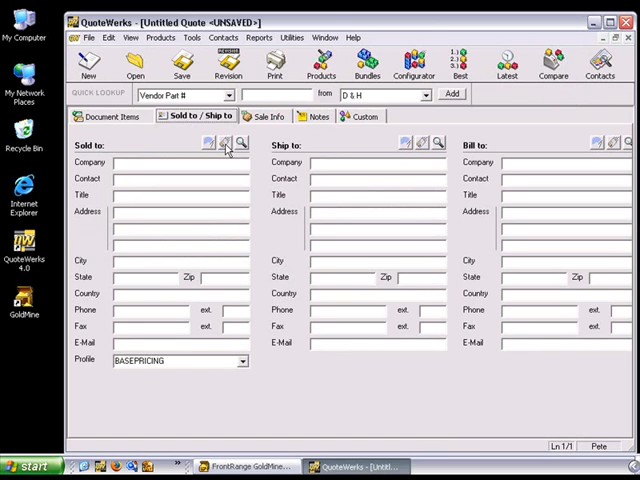 My Computer
My Network Places
Recycle Bin
Internet Explorer
QuoteWerks 4.0
GoldMine
QuoteWerks - [Untitled Quote <UNSAVED>]
File Edit View Products Tools Contacts Reports Utilities Window Help
New Open Save REVISION Revision Print Products Bundles Configurator 1.) 2.) 3.) Best Latest Compare Contacts
QUICK LOOKUP Vendor Part # from D & H Add
Document Items Sold to / Ship to Sale Info Notes Custom
Sold to: Ship to: Bill to:
Company Company Company
Contact Contact Contact
Title Title Title
Address Address Address
City City City
State Zip State Zip State Zip
Country Country Country
Phone ext. Phone ext. Phone ext.
Fax ext. Fax ext. Fax ext.
E-Mail E-Mail E-Mail
Profile BASEPRICING
Ln 1/1 Pete
start » FrontRange GoldMine... QuoteWerks - [Untitl...